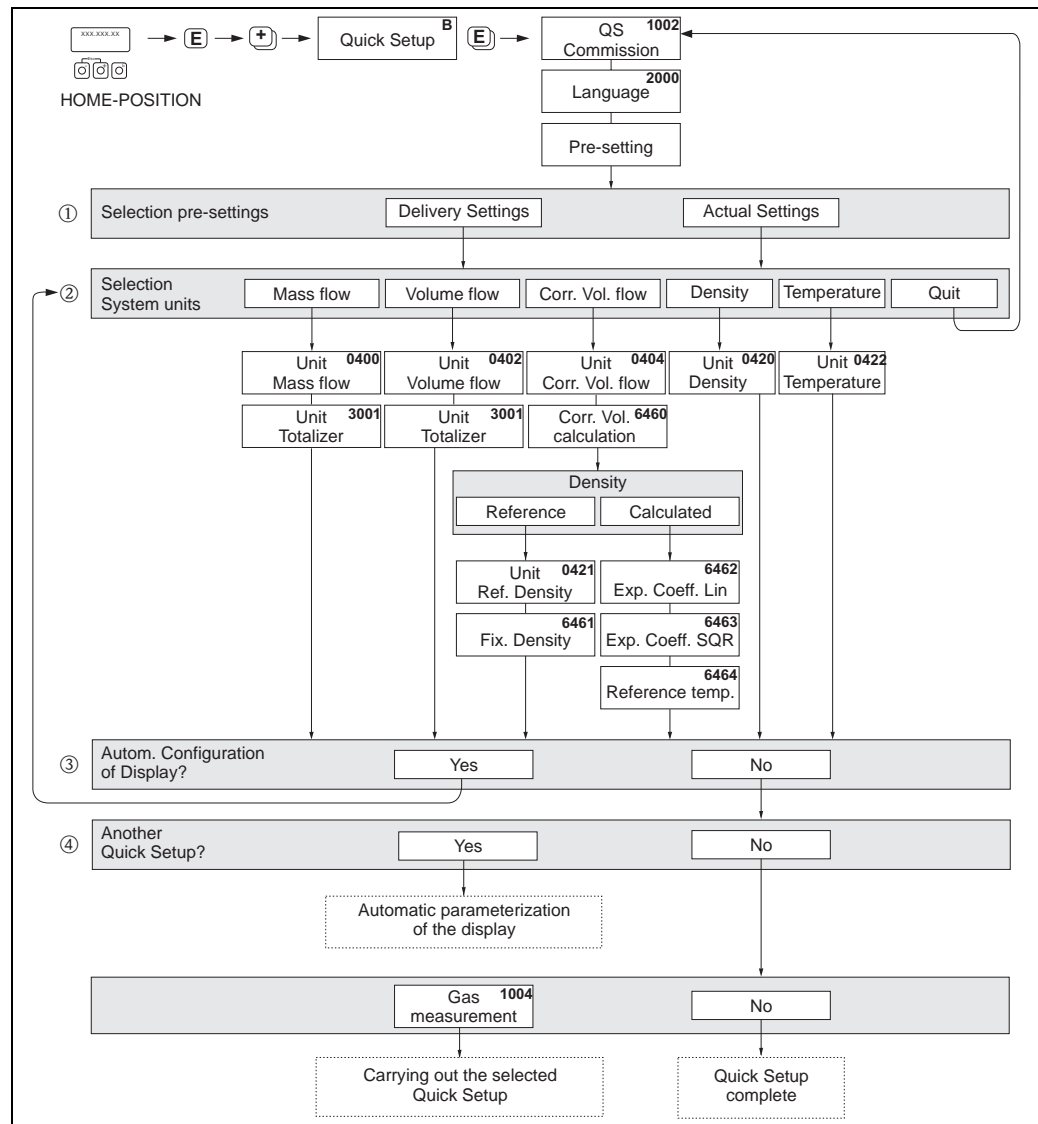 xxx.xxx.xx
Esc
E
+
Quick Setup B
E
QS 1002
Commission
HOME-POSITION
Language 2000
Pre-setting
① Selection pre-settings
Delivery Settings
Actual Settings
② Selection
System units
Mass flow
Volume flow
Corr. Vol. flow
Density
Temperature
Quit
Unit 0400
Mass flow
Unit 0402
Volume flow
Unit 0404
Corr. Vol. flow
Unit 0420
Density
Unit 0422
Temperature
Unit 3001
Totalizer
Unit 3001
Totalizer
Corr. Vol. 6460
calculation
Density
Reference
Calculated
Unit 0421
Ref. Density
6462
Exp. Coeff. Lin
6461
Fix. Density
6463
Exp. Coeff. SQR
6464
Reference temp.
③ Autom. Configuration
of Display?
Yes
No
④ Another
Quick Setup?
Yes
No
Automatic parameterization
of the display
Gas 1004
measurement
No
Carrying out the selected
Quick Setup
Quick Setup
complete